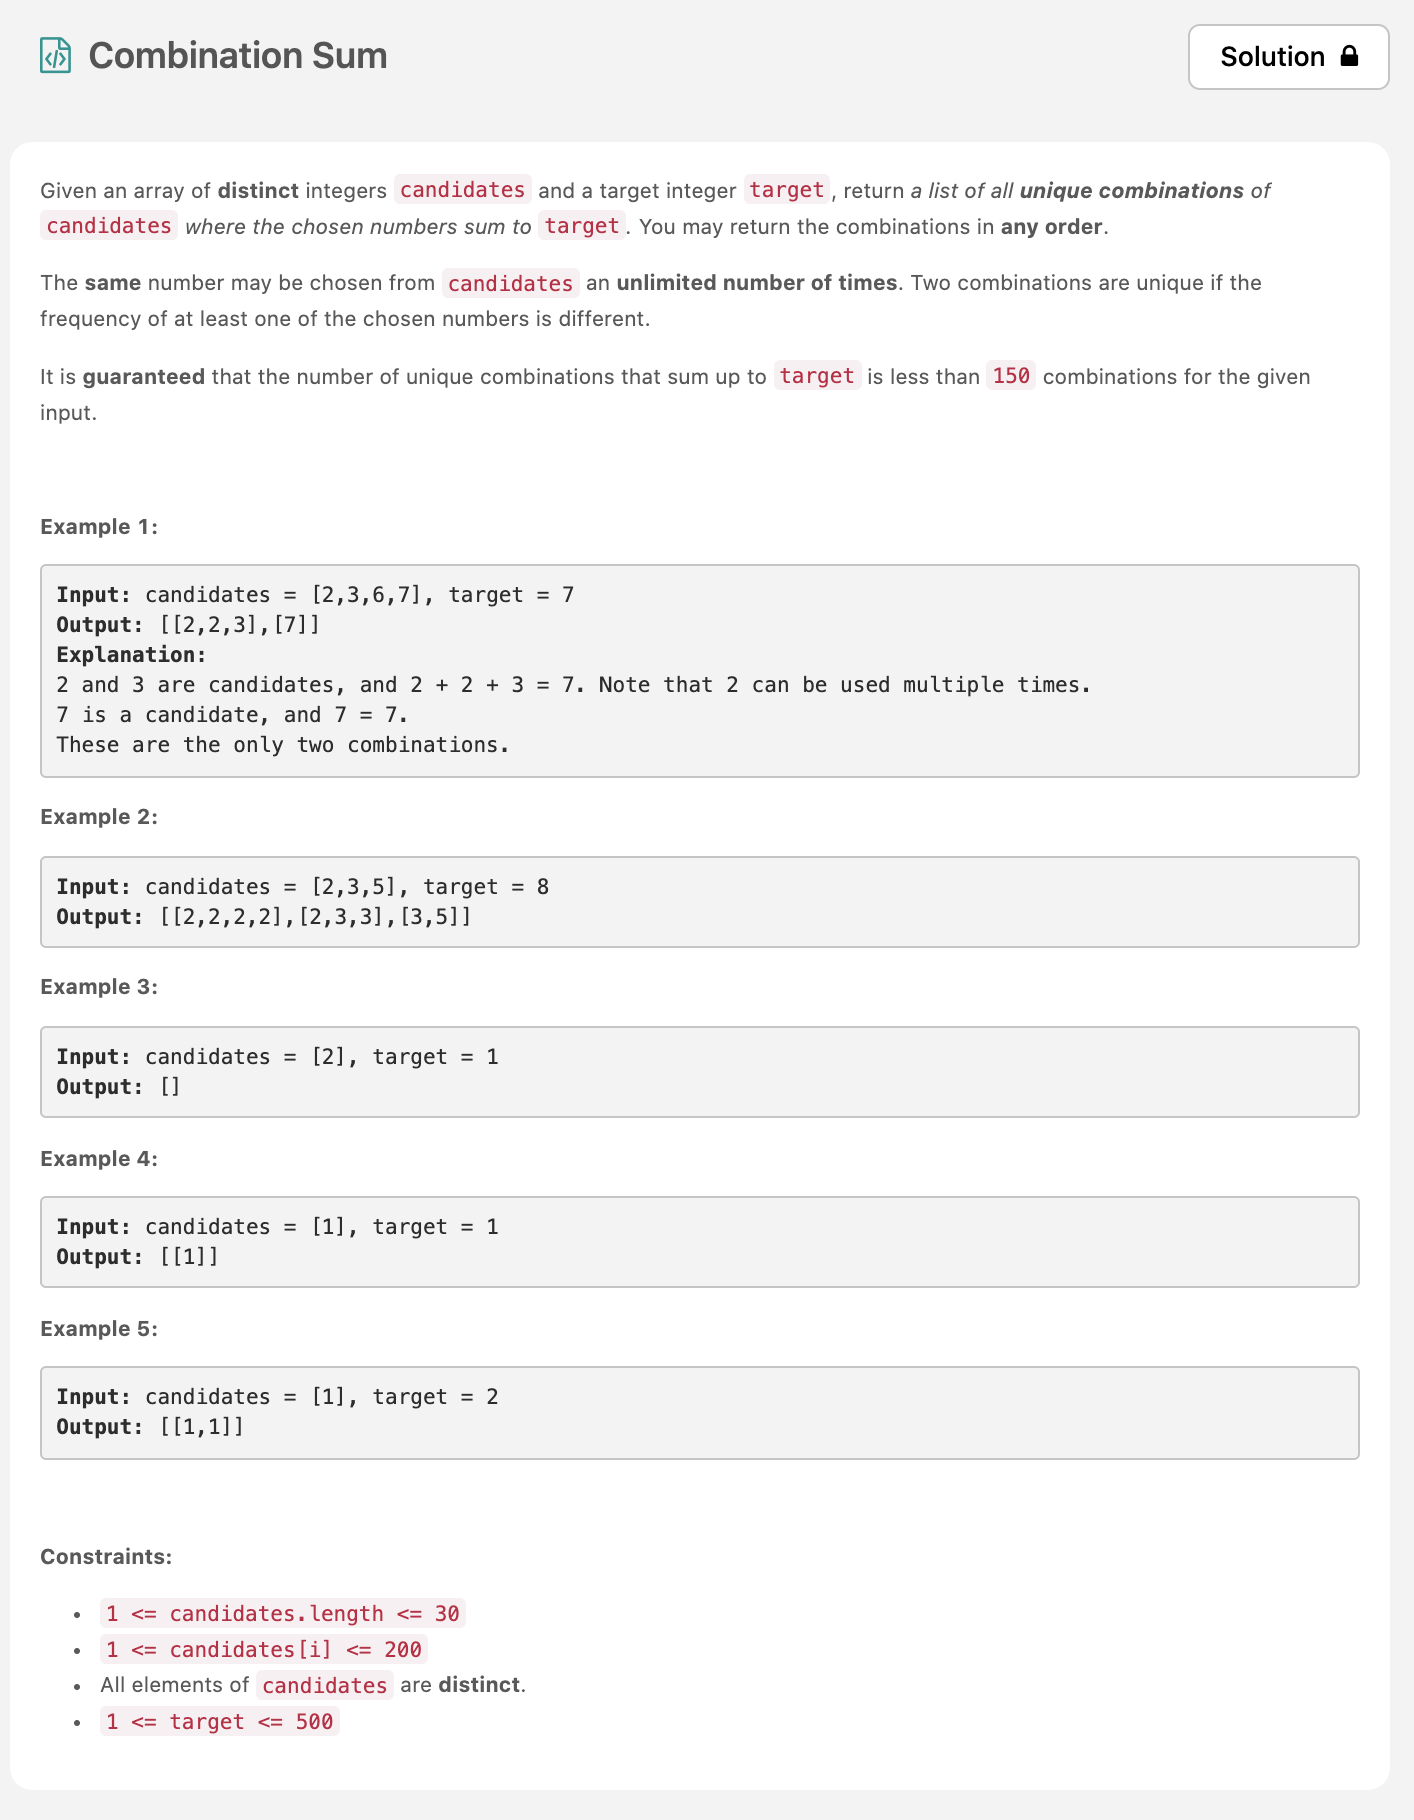 Combination Sum
Solution
Given an array of distinct integers candidates and a target integer target, return a list of all unique combinations of
candidates where the chosen numbers sum to target. You may return the combinations in any order.
The same number may be chosen from candidates an unlimited number of times. Two combinations are unique if the
frequency of at least one of the chosen numbers is different.
It is guaranteed that the number of unique combinations that sum up to target is less than 150 combinations for the given
input.
Example 1:
Input: candidates = [2,3,6,7], target = 7
Output: [[2,2,3],[7]]
Explanation:
2 and 3 are candidates, and 2 + 2 + 3 = 7. Note that 2 can be used multiple times.
7 is a candidate, and 7 = 7.
These are the only two combinations.
Example 2:
Input: candidates = [2,3,5], target = 8
Output: [[2,2,2,2],[2,3,3],[3,5]]
Example 3:
Input: candidates = [2], target = 1
Output: []
Example 4:
Input: candidates = [1], target = 1
Output: [[1]]
Example 5:
Input: candidates = [1], target = 2
Output: [[1,1]]
Constraints:
• 1 <= candidates.length <= 30
• 1 <= candidates[i] <= 200
• All elements of candidates are distinct.
• 1 <= target <= 500